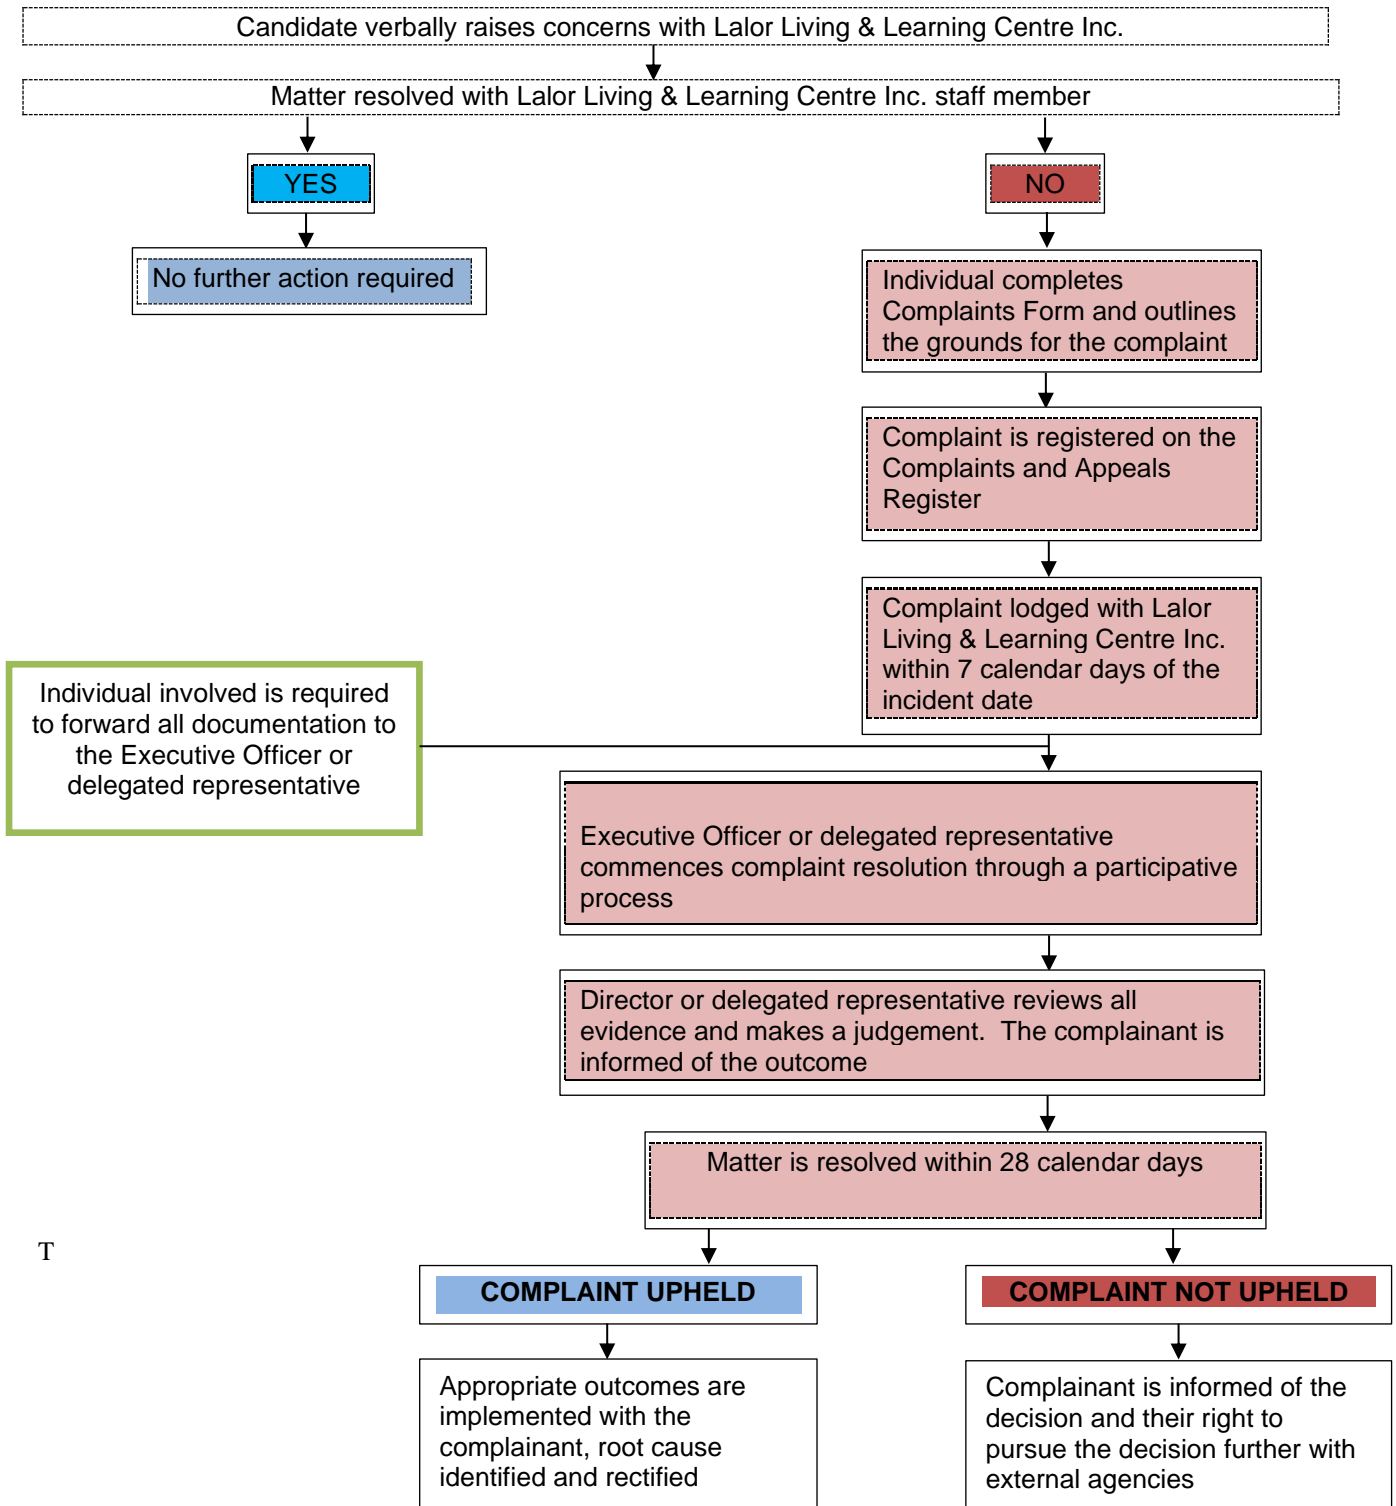 Candidate verbally raises concerns with Lalor Living & Learning Centre Inc.
Matter resolved with Lalor Living & Learning Centre Inc. staff member
YES
NO
No further action required
Individual completes
Complaints Form and outlines
the grounds for the complaint
Complaint is registered on the
Complaints and Appeals
Register
Complaint lodged with Lalor
Living & Learning Centre Inc.
within 7 calendar days of the
incident date
Individual involved is required
to forward all documentation to
the Executive Officer or
delegated representative
Executive Officer or delegated representative
commences complaint resolution through a participative
process
Director or delegated representative reviews all
evidence and makes a judgement.  The complainant is
informed of the outcome
Matter is resolved within 28 calendar days
T
COMPLAINT UPHELD
COMPLAINT NOT UPHELD
Appropriate outcomes are
implemented with the
complainant, root cause
identified and rectified
Complainant is informed of the
decision and their right to
pursue the decision further with
external agencies